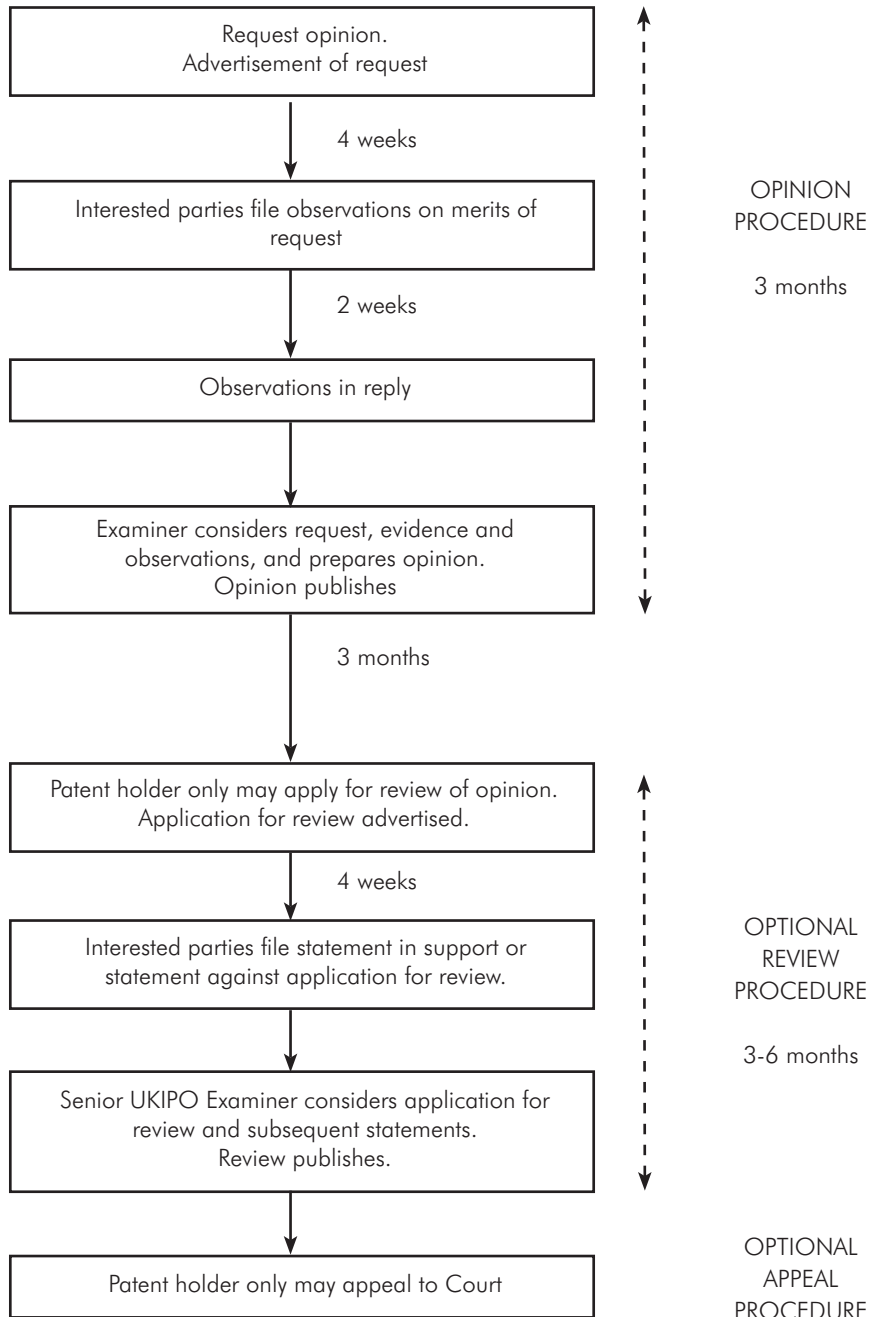 Request opinion.
Advertisement of request
4 weeks
Interested parties file observations on merits of
request
2 weeks
Observations in reply
Examiner considers request, evidence and
observations, and prepares opinion.
Opinion publishes
OPINION
PROCEDURE
3 months
3 months
Patent holder only may apply for review of opinion.
Application for review advertised.
4 weeks
Interested parties file statement in support or
statement against application for review.
Senior UKIPO Examiner considers application for
review and subsequent statements.
Review publishes.
OPTIONAL
REVIEW
PROCEDURE
3-6 months
Patent holder only may appeal to Court
OPTIONAL
APPEAL
PROCEDURE